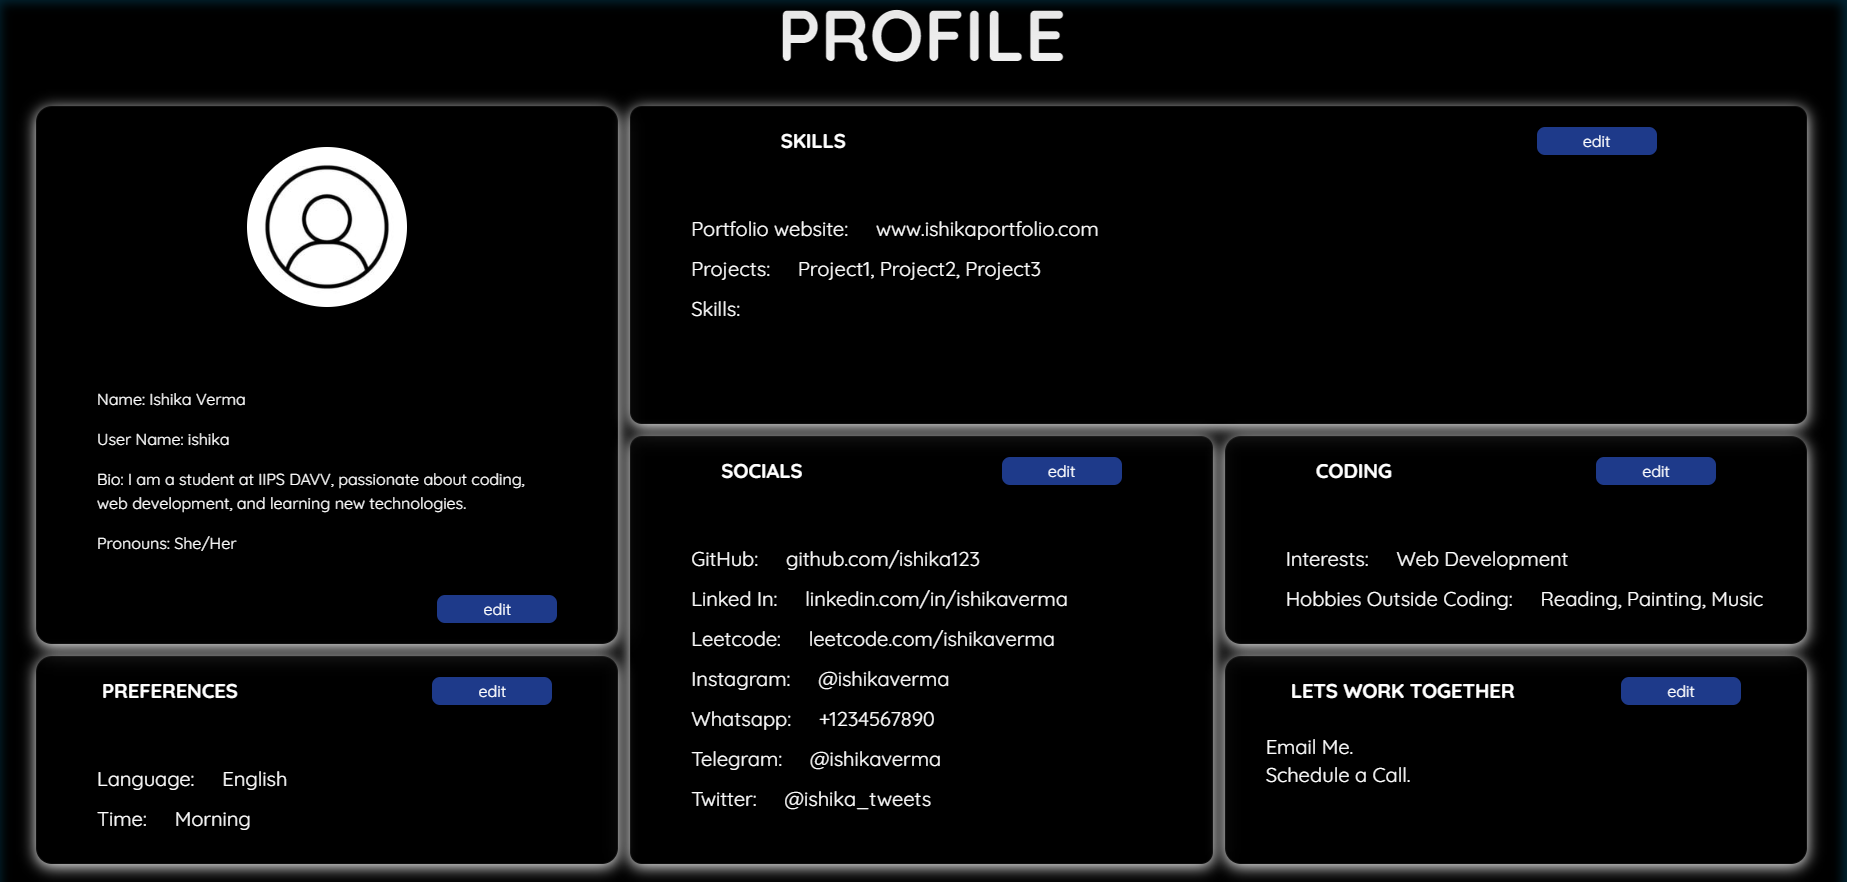 PROFILE
Name: Ishika Verma
User Name: ishika
Bio: I am a student at IIPS DAVV, passionate about coding,
web development, and learning new technologies.
Pronouns: She/Her
edit
SKILLS
edit
Portfolio website: www.ishikaportfolio.com
Projects: Project1, Project2, Project3
Skills:
SOCIALS
edit
GitHub: github.com/ishika123
Linked In: linkedin.com/in/ishikaverma
Leetcode: leetcode.com/ishikaverma
Instagram: @ishikaverma
Whatsapp: +1234567890
Telegram: @ishikaverma
Twitter: @ishika_tweets
CODING
edit
Interests: Web Development
Hobbies Outside Coding: Reading, Painting, Music
PREFERENCES
edit
Language: English
Time: Morning
LETS WORK TOGETHER
edit
Email Me.
Schedule a Call.